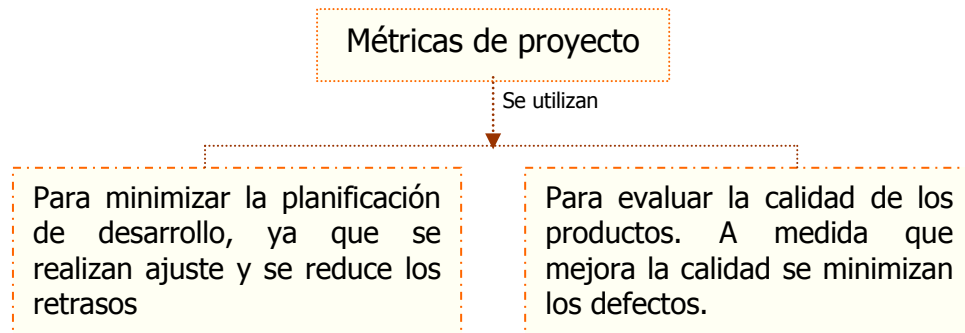 Métricas de proyecto
Se utilizan
Para minimizar la planificación
de desarrollo, ya que se
realizan ajuste y se reduce los
retrasos
Para evaluar la calidad de los
productos. A medida que
mejora la calidad se minimizan
los defectos.